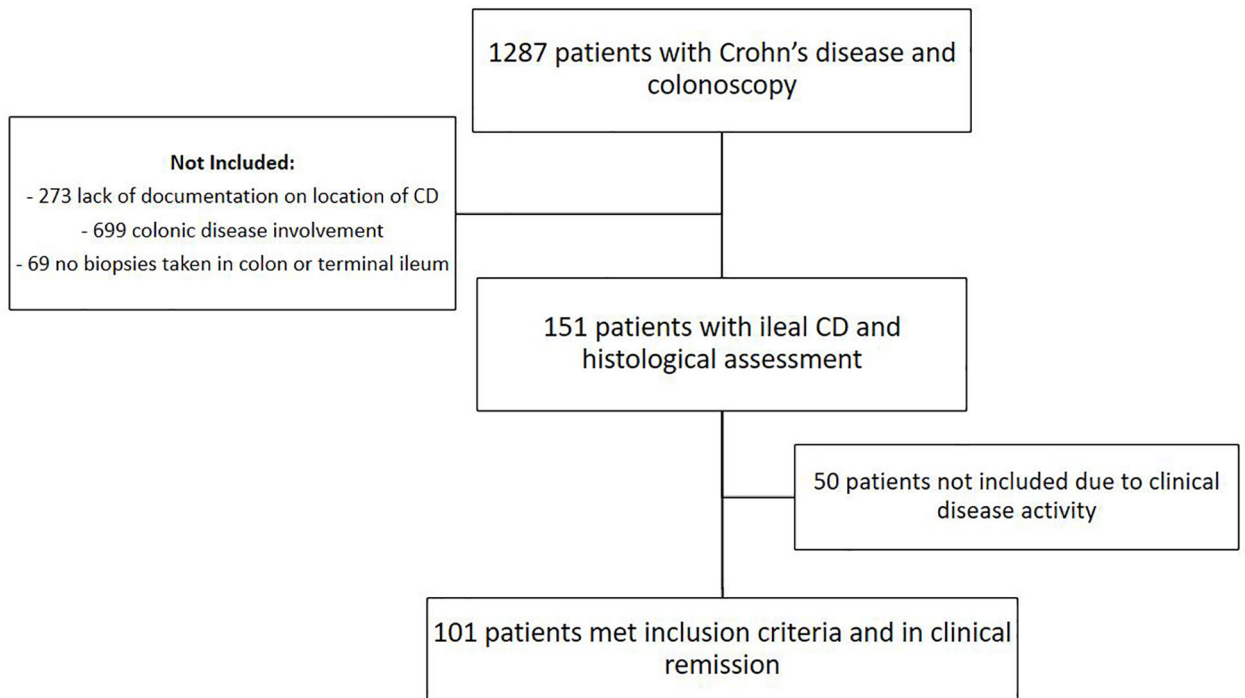 1287 patients with Crohn’s disease and
colonoscopy
Not Included:
- 273 lack of documentation on location of CD
- 699 colonic disease involvement
- 69 no biopsies taken in colon or terminal ileum
151 patients with ileal CD and
histological assessment
50 patients not included due to clinical
disease activity
101 patients met inclusion criteria and in clinical
remission